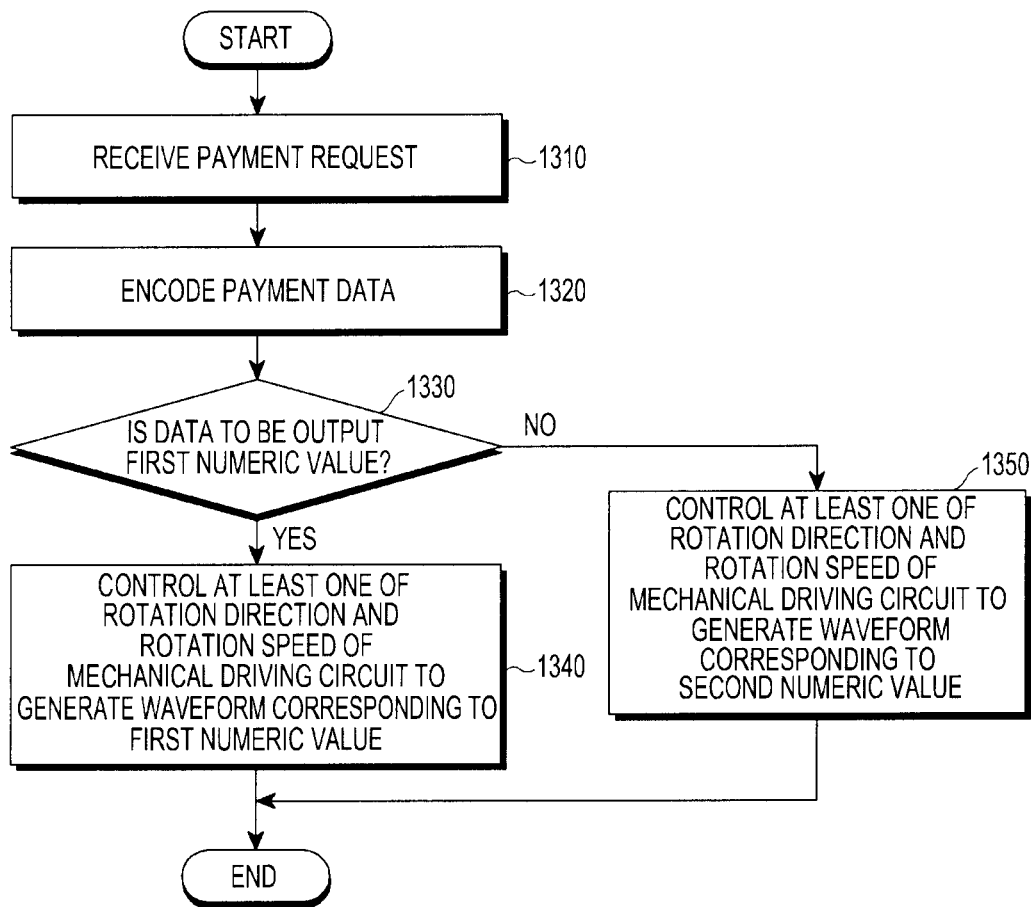 START
RECEIVE PAYMENT REQUEST
1310
ENCODE PAYMENT DATA
1320
1330
IS DATA TO BE OUTPUT
FIRST NUMERIC VALUE?
NO
YES
1350
CONTROL AT LEAST ONE OF
ROTATION DIRECTION AND
ROTATION SPEED OF
MECHANICAL DRIVING CIRCUIT TO
GENERATE WAVEFORM
CORRESPONDING TO
SECOND NUMERIC VALUE
CONTROL AT LEAST ONE OF
ROTATION DIRECTION AND
ROTATION SPEED OF
MECHANICAL DRIVING CIRCUIT TO
GENERATE WAVEFORM CORRESPONDING TO
FIRST NUMERIC VALUE
1340
END